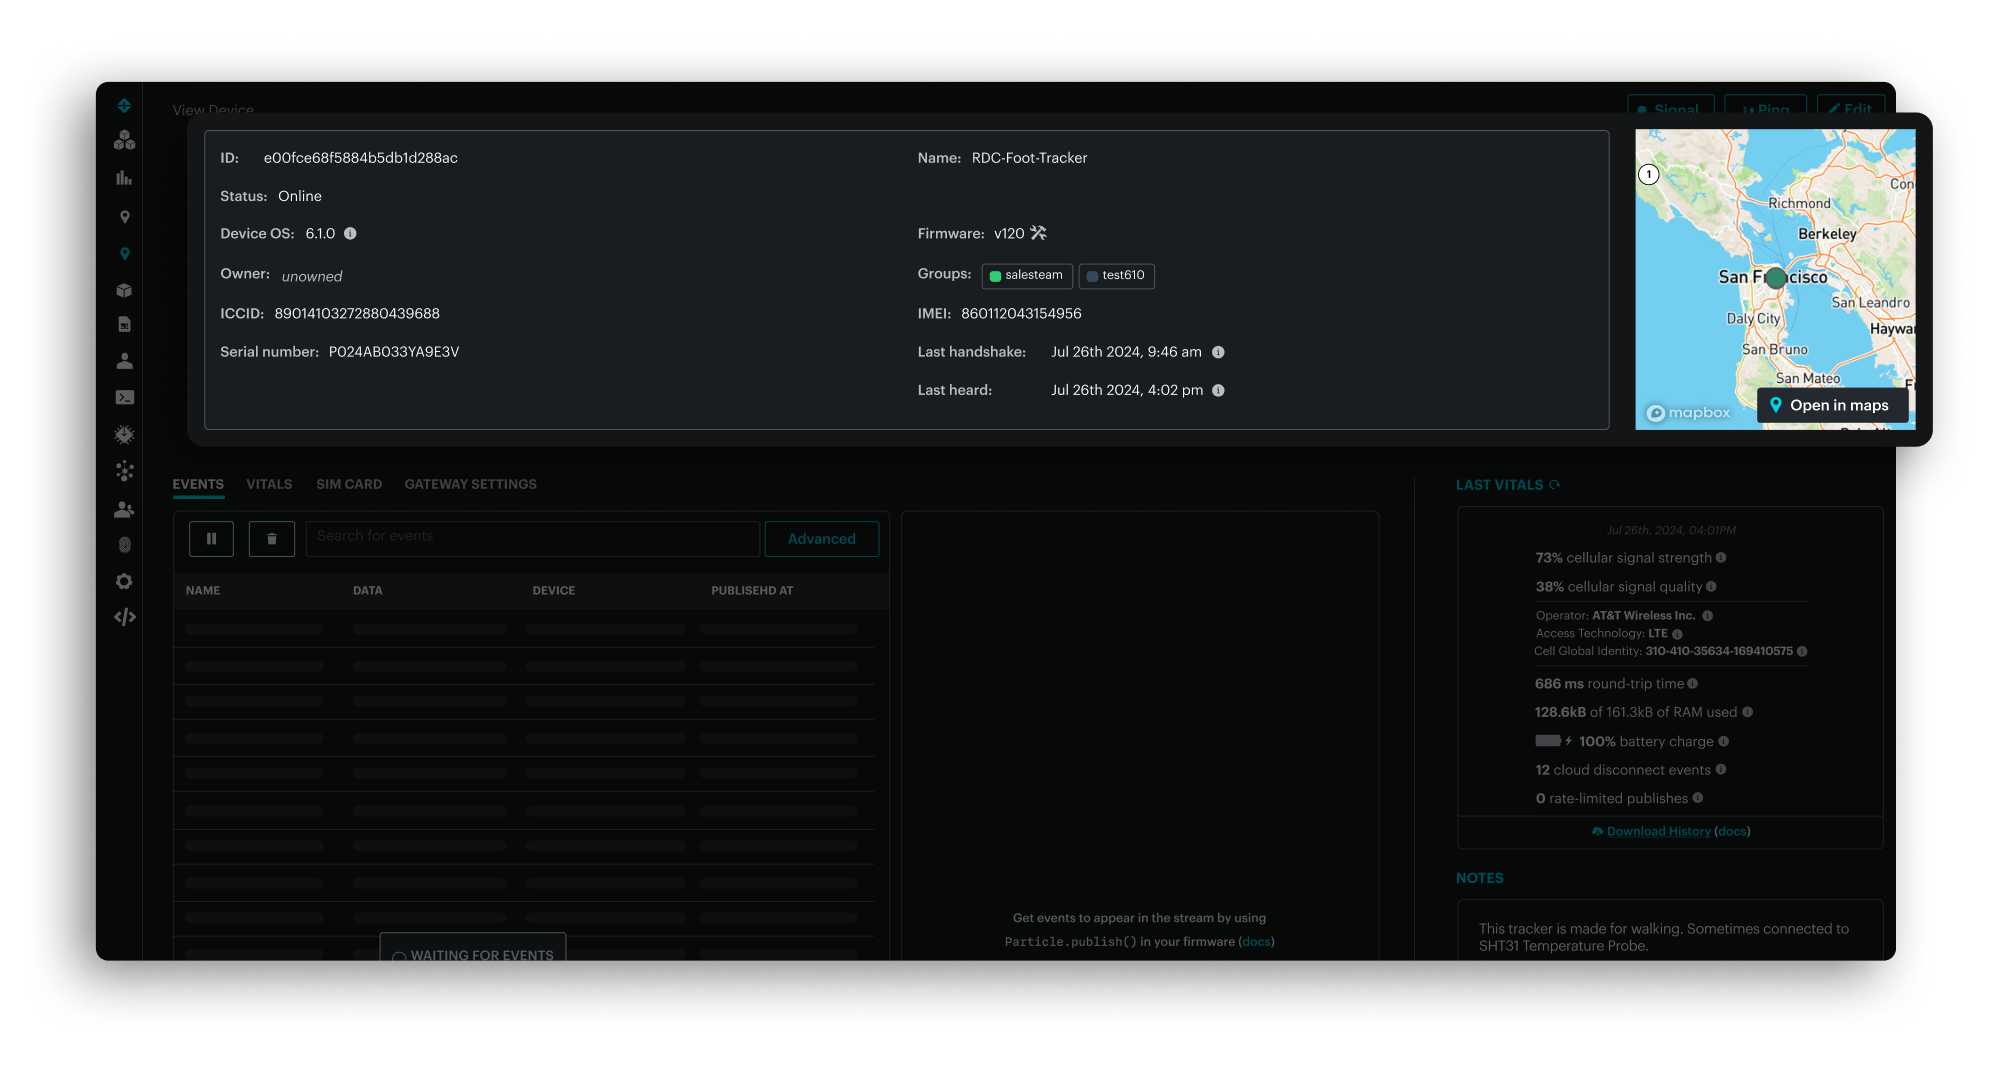 View Device
Signal
Ping
Edit
ID: e00fce68f5884b5db1d288ac
Name: RDC-Foot-Tracker
Status: Online
Device OS: 6.1.0
Firmware: v120
Owner: unowned
Groups: salesteam test610
ICCID: 89014103272880439688
IMEI: 860112043154956
Serial number: P024AB033YA9E3V
Last handshake: Jul 26th 2024, 9:46 am
Last heard: Jul 26th 2024, 4:02 pm
1
Con
Richmond
Berkeley
San Fr cisco
San Leandro
Daly City
Haywa
San Bruno
San Mateo
mapbox
Open in maps
EVENTS
VITALS
SIM CARD
GATEWAY SETTINGS
Search for events
Advanced
NAME
DATA
DEVICE
PUBLISEHD AT
WAITING FOR EVENTS
Get events to appear in the stream by using
Particle.publish() in your firmware (docs)
LAST VITALS
Jul 26th, 2024, 04:01PM
73% cellular signal strength
38% cellular signal quality
Operator: AT&T Wireless Inc.
Access Technology: LTE
Cell Global Identity: 310-410-35634-169410575
686 ms round-trip time
128.6kB of 161.3kB of RAM used
100% battery charge
12 cloud disconnect events
0 rate-limited publishes
Download History (docs)
NOTES
This tracker is made for walking. Sometimes connected to
SHT31 Temperature Probe.